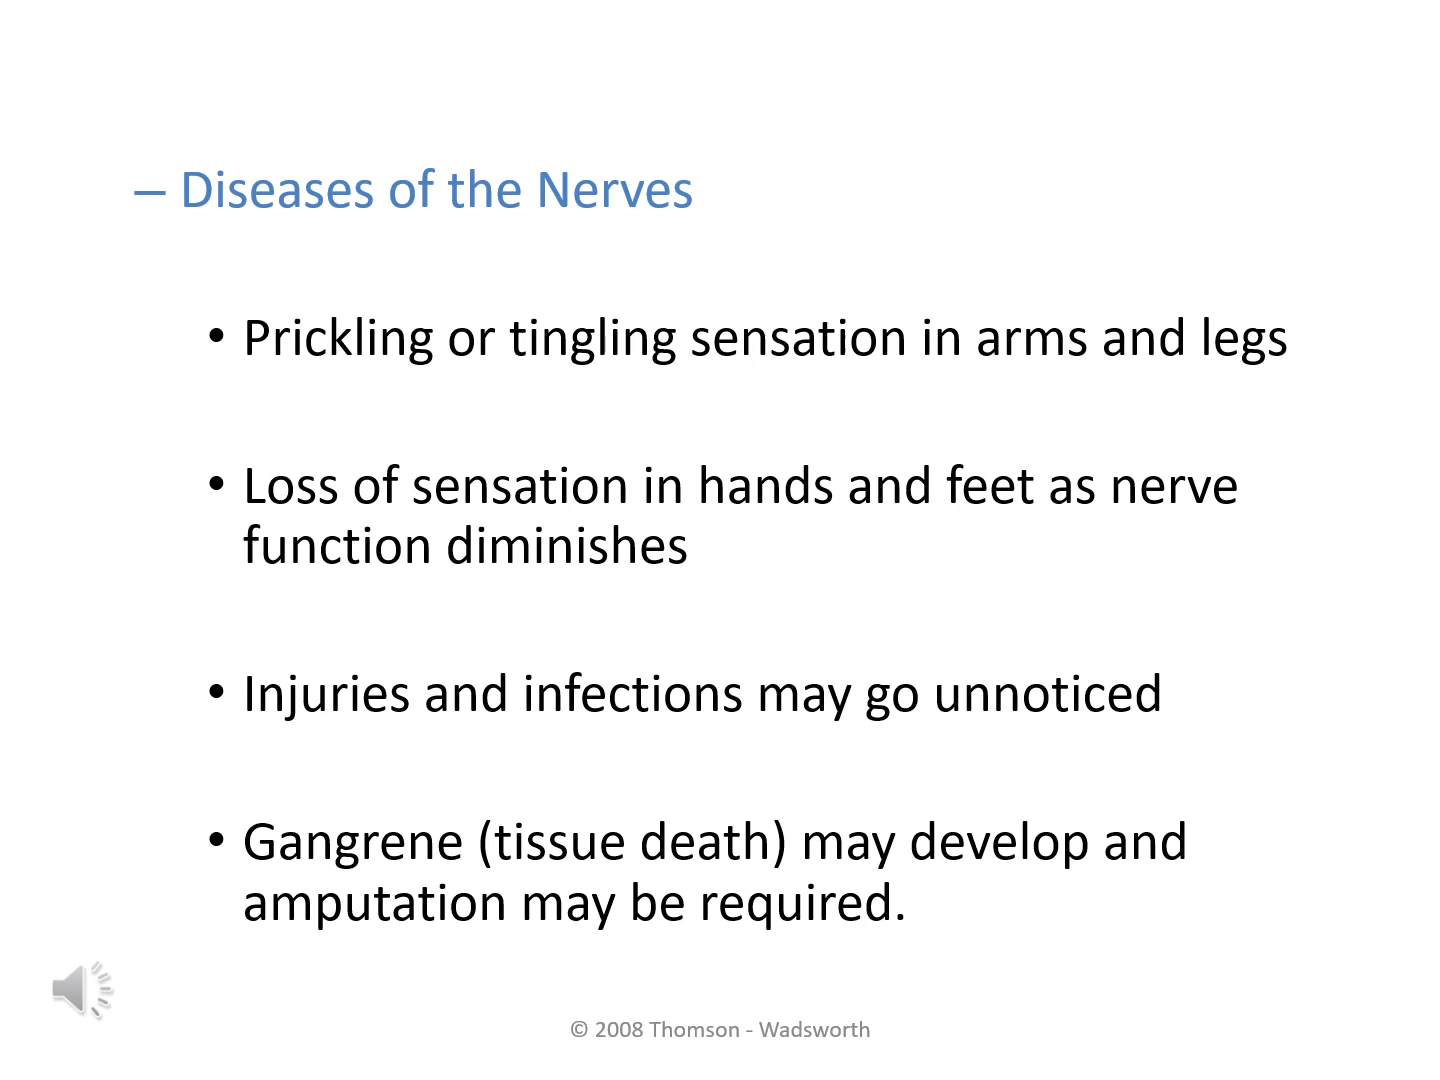 – Diseases of the Nerves
• Prickling or tingling sensation in arms and legs
• Loss of sensation in hands and feet as nerve
function diminishes
• Injuries and infections may go unnoticed
• Gangrene (tissue death) may develop and
amputation may be required.
© 2008 Thomson - Wadsworth